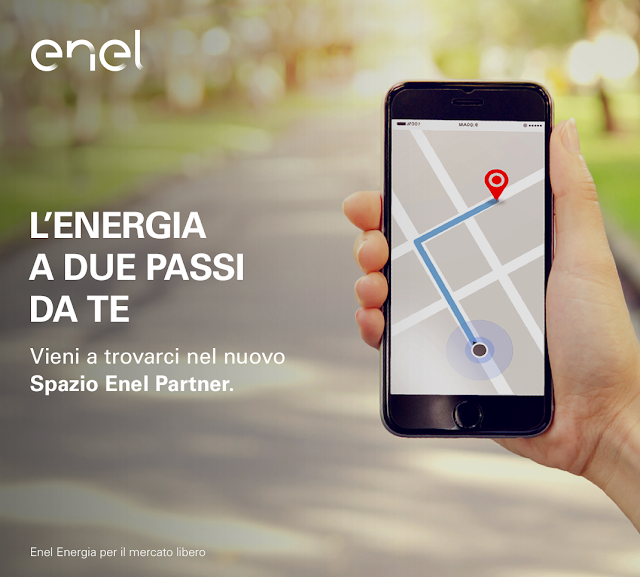 enel
L'ENERGIA
A DUE PASSI
DA TE
Vieni a trovarci nel nuovo
Spazio Enel Partner.
Enel Energia per il mercato libero